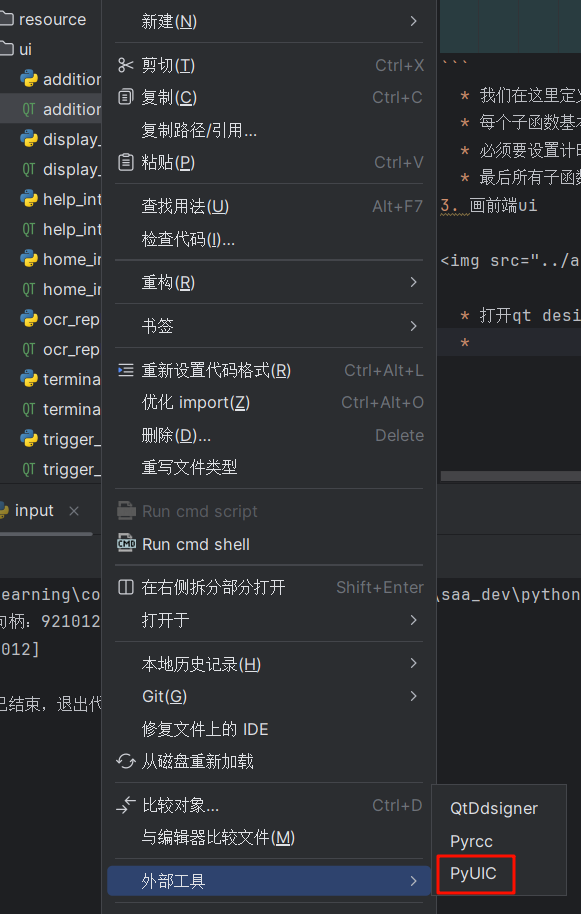 resource
ui
addition
addition
display_
display_
help_int
help_int
home_in
home_in
ocr_rep
ocr_rep
termina
termina
trigger_
trigger_
input
新建(N)
剪切(T) Ctrl+X
复制(C) Ctrl+C
复制路径/引用...
粘贴(P) Ctrl+V
查找用法(U) Alt+F7
检查代码(I)...
重构(R)
书签
重新设置代码格式(R) Ctrl+Alt+L
优化 import(Z) Ctrl+Alt+O
删除(D)... Delete
重写文件类型
Run cmd script
Run cmd shell
在右侧拆分部分打开 Shift+Enter
打开于
本地历史记录(H)
Git(G)
修复文件上的 IDE
从磁盘重新加载
比较对象... Ctrl+D
与编辑器比较文件(M)
外部工具
QtDdsigner
Pyrcc
PyUIC
```
* 我们在这里定义
* 每个子函数基本
* 必须要设置计时
* 最后所有子函数
3. 画前端ui
<img src="../a
* 打开qt desi
*
earning\co
\saa_dev\python
句柄: 921012
012]
已结束，退出代